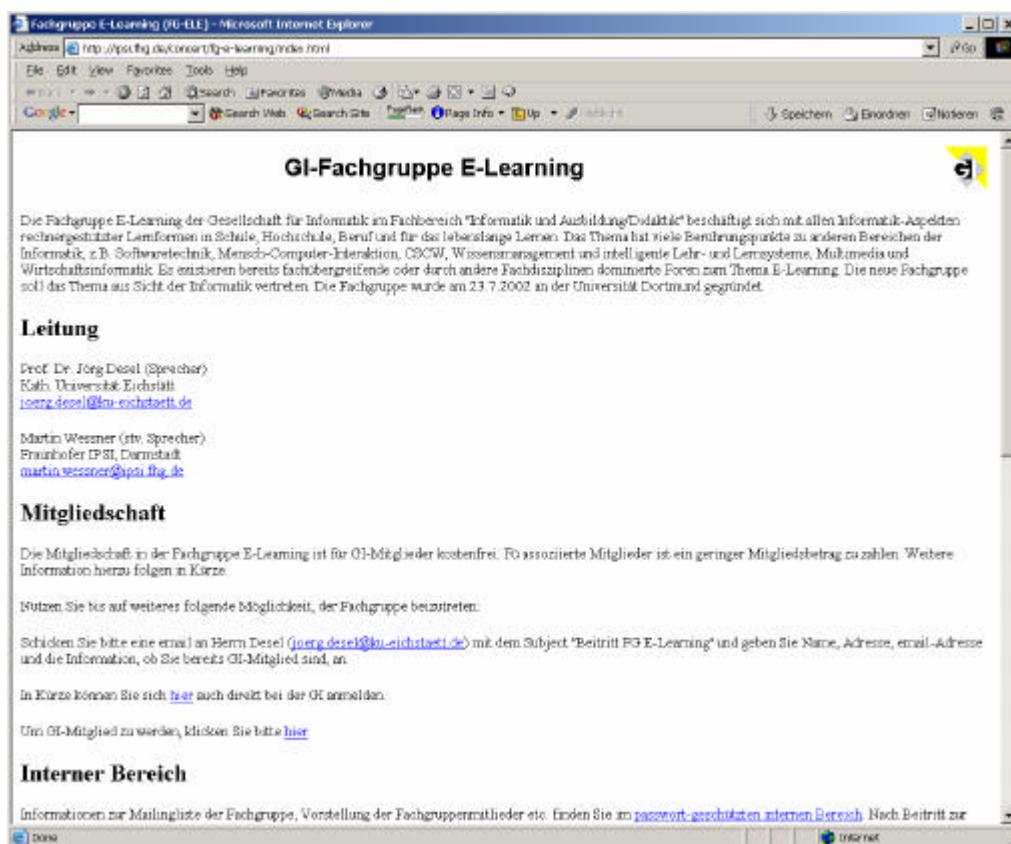 Fachgruppe E-Learning (FG-ELE) - Microsoft Internet Explorer
Address http://ipsi.fhg.de/concert/fg-e-learning/index.html Go
File Edit View Favorites Tools Help
Search Favorites Media
Google Search Web Search Site PageRank Page Info Up Speichern Einordnen Notieren
GI-Fachgruppe E-Learning
Die Fachgruppe E-Learning der Gesellschaft für Informatik im Fachbereich "Informatik und Ausbildung/Didaktik" beschäftigt sich mit allen Informatik-Aspekten
rechnergestützter Lernformen in Schule, Hochschule, Beruf und für das lebenslange Lernen. Das Thema hat viele Berührungspunkte zu anderen Bereichen der
Informatik, z.B. Softwaretechnik, Mensch-Computer-Interaktion, CSCW, Wissensmanagement und intelligente Lehr- und Lernsysteme, Multimedia und
Wirtschaftsinformatik. Es existieren bereits fachübergreifende oder durch andere Fachdisziplinen dominierte Foren zum Thema E-Learning. Die neue Fachgruppe
soll das Thema aus Sicht der Informatik vertreten. Die Fachgruppe wurde am 23.7.2002 an der Universität Dortmund gegründet.
Leitung
Prof. Dr. Jörg Desel (Sprecher)
Kath. Universität Eichstätt
joerg.desel@ku-eichstaett.de
Martin Wessner (stv. Sprecher)
Fraunhofer IPSI, Darmstadt
martin.wessner@ipsi.fhg.de
Mitgliedschaft
Die Mitgliedschaft in der Fachgruppe E-Learning ist für GI-Mitglieder kostenfrei. Fü assoziierte Mitglieder ist ein geringer Mitgliedsbetrag zu zahlen. Weitere
Information hierzu folgen in Kürze.
Nutzen Sie bis auf weiteres folgende Möglichkeit, der Fachgruppe beizutreten:
Schicken Sie bitte eine email an Herrn Desel (joerg.desel@ku-eichstaett.de) mit dem Subject "Beitritt FG E-Learning" und geben Sie Name, Adresse, email-Adresse
und die Information, ob Sie bereits GI-Mitglied sind, an.
In Kürze können Sie sich hier auch direkt bei der GI anmelden.
Um GI-Mitglied zu werden, klicken Sie bitte hier
Interner Bereich
Informationen zur Mailingliste der Fachgruppe, Vorstellung der Fachgruppenmitlieder etc. finden Sie im passwort-geschützten internen Bereich. Nach Beitritt zur
Done Internet